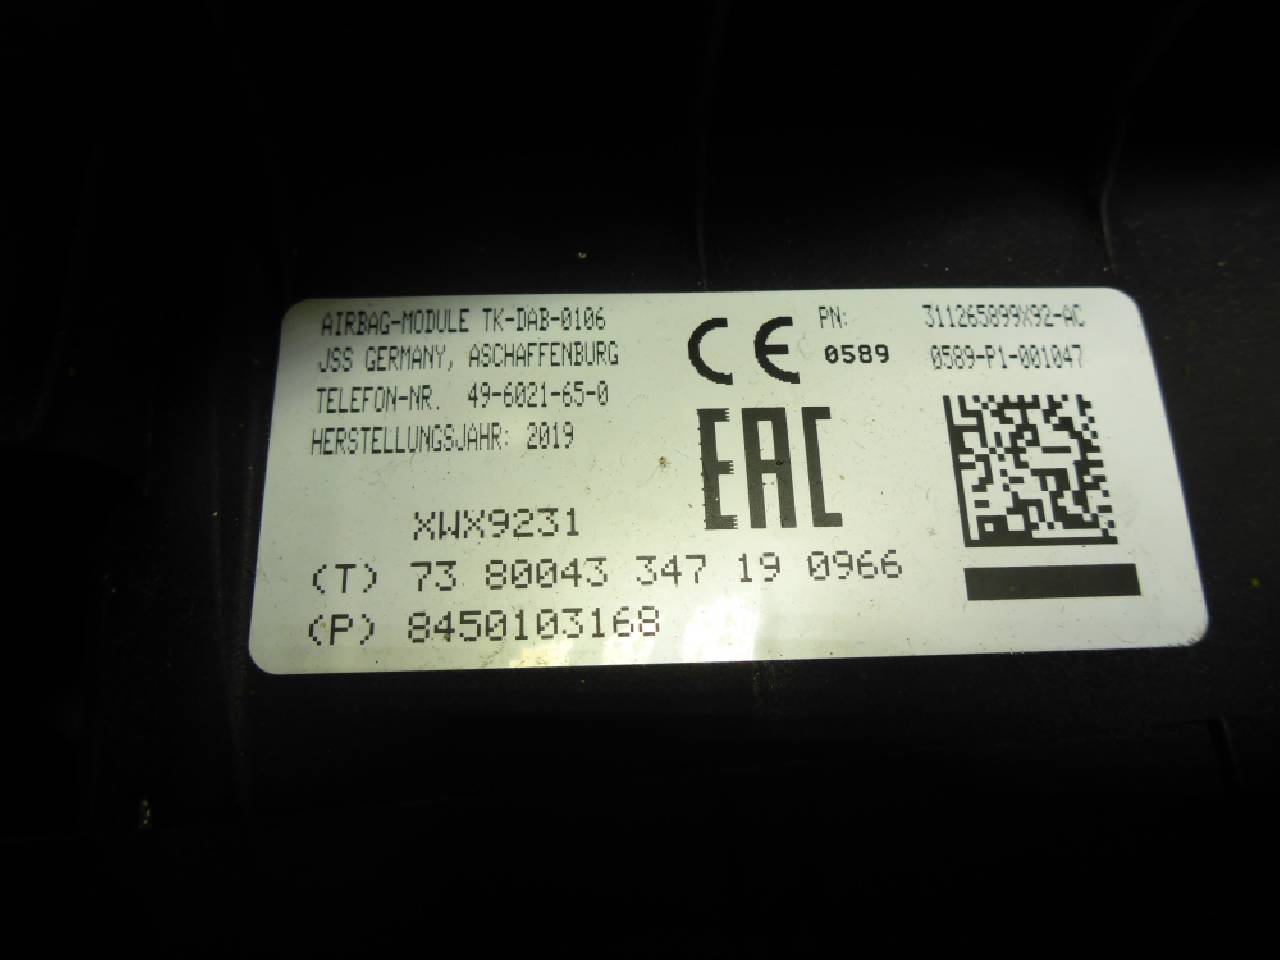 AIRBAG-MODULE TK-DAB-0106
JSS GERMANY, ASCHAFFENBURG
TELEFON-NR. 49-6021-65-0
HERSTELLUNGSJAHR: 2019
CE 0589
PN: 311265899X92-AC
0589-P1-001047
EAC
XWX9231
(T) 73 80043 347 19 0966
(P) 8450103168